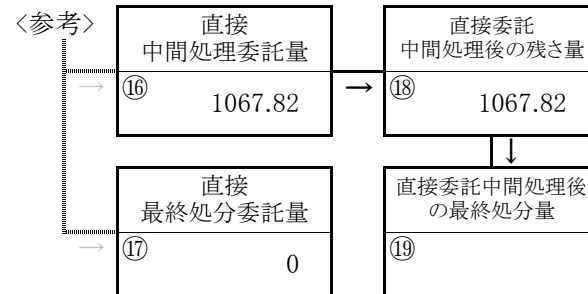 〈参考〉
直接
中間処理委託量
⑯
1067.82
→
→
直接委託
中間処理後の残さ量
⑱
1067.82
↓
直接
最終処分委託量
⑰
0
→
直接委託中間処理後
の最終処分量
⑲